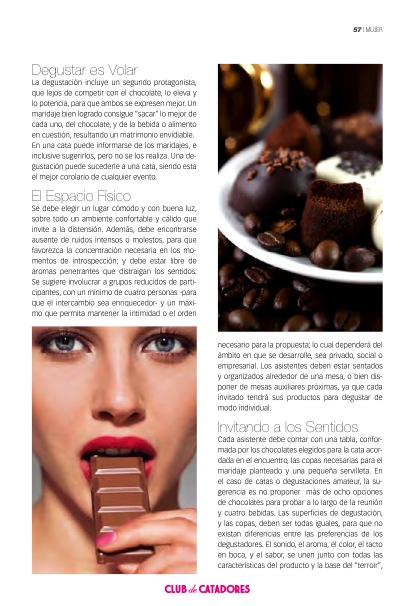 57 | MUJER
Degustar es Volar
La degustación incluye un segundo protagonista,
que lejos de competir con el chocolate, lo eleva y
lo potencia, para que ambos se expresen mejor. Un
maridaje bien logrado consigue "sacar" lo mejor de
cada uno, del chocolate, y de la bebida o alimento
en cuestión, resultando un matrimonio envidiable.
En una cata puede informarse de los maridajes, e
inclusive sugerirlos, pero no se los realiza. Una de-
gustación puede sucederle a una cata, siendo esta
el mejor corolario de cualquier evento.
El Espacio Físico
Se debe elegir un lugar cómodo y con buena luz,
sobre todo un ambiente confortable y cálido que
invite a la distensión. Además, debe encontrarse
ausente de ruidos intensos o molestos, para que
favorezca la concentración necesaria en los mo-
mentos de introspección; y debe estar libre de
aromas penetrantes que distraigan los sentidos.
Se sugiere involucrar a grupos reducidos de parti-
cipantes, con un mínimo de cuatro personas -para
que el intercambio sea enriquecedor- y un máxi-
mo que permita mantener la intimidad o el orden
necesario para la propuesta; lo cual dependerá del
ámbito en que se desarrolle, sea privado, social o
empresarial. Los asistentes deben estar sentados
y organizados alrededor de una mesa, o bien dis-
poner de mesas auxiliares próximas, ya que cada
invitado tendrá sus productos para degustar de
modo individual.
Invitando a los Sentidos
Cada asistente debe contar con una tabla, confor-
mada por los chocolates elegidos para la cata acor-
dada en el encuentro, las copas necesarias para el
maridaje planteado y una pequeña servilleta. En
el caso de catas o degustaciones amateur, la su-
gerencia es no proponer más de ocho opciones
de chocolates para probar a lo largo de la reunión
y cuatro bebidas. Las superficies de degustación,
y las copas, deben ser todas iguales, para que no
existan diferencias entre las preferencias de los
degustadores. El sonido, el aroma, el color, el tacto
en boca, y el sabor, se unen junto con todas las
características del producto y la base del "terroir",
CLUB de CATADORES